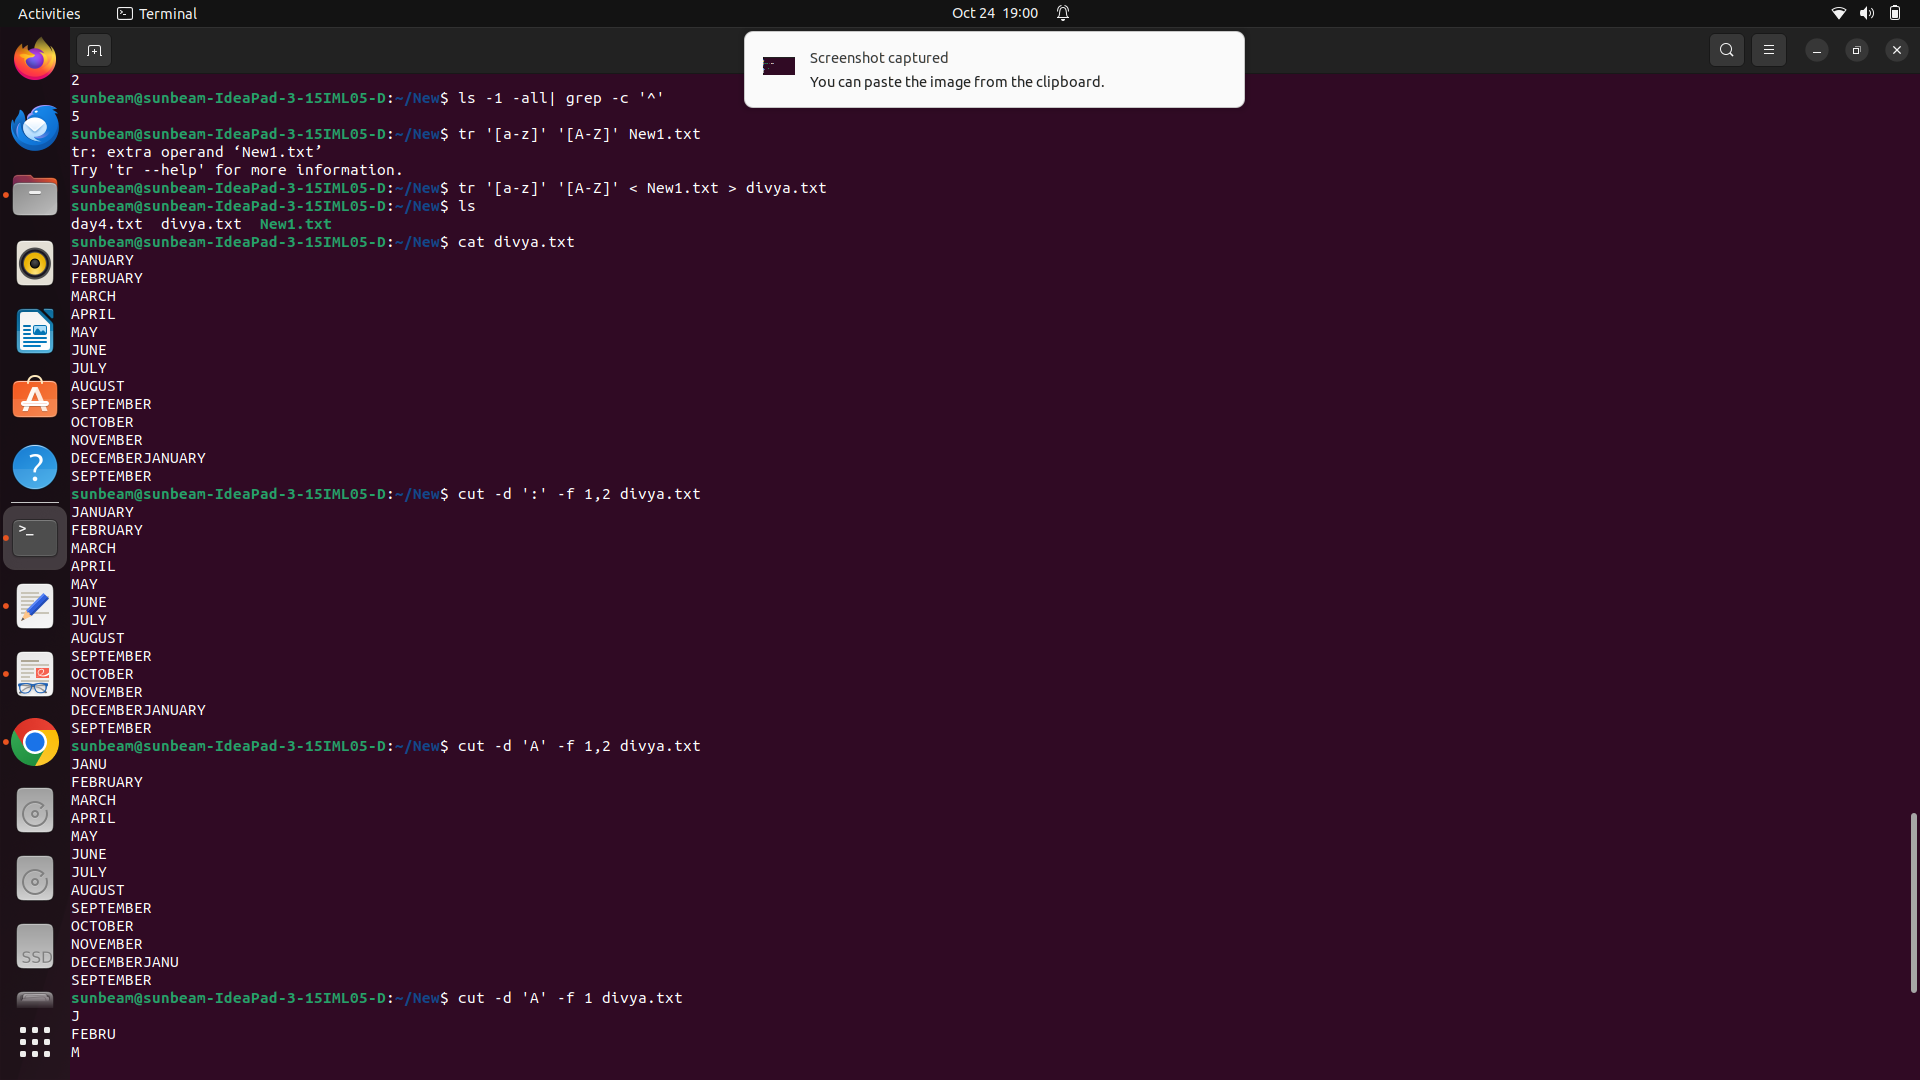 Activities
Terminal
Oct 24 19:00
Screenshot captured
You can paste the image from the clipboard.
2
sunbeam@sunbeam-IdeaPad-3-15IML05-D:~/New$ ls -1 -all| grep -c '^'
5
sunbeam@sunbeam-IdeaPad-3-15IML05-D:~/New$ tr '[a-z]' '[A-Z]' New1.txt
tr: extra operand ‘New1.txt’
Try 'tr --help' for more information.
sunbeam@sunbeam-IdeaPad-3-15IML05-D:~/New$ tr '[a-z]' '[A-Z]' < New1.txt > divya.txt
sunbeam@sunbeam-IdeaPad-3-15IML05-D:~/New$ ls
day4.txt  divya.txt  New1.txt
sunbeam@sunbeam-IdeaPad-3-15IML05-D:~/New$ cat divya.txt
JANUARY
FEBRUARY
MARCH
APRIL
MAY
JUNE
JULY
AUGUST
SEPTEMBER
OCTOBER
NOVEMBER
DECEMBERJANUARY
SEPTEMBER
sunbeam@sunbeam-IdeaPad-3-15IML05-D:~/New$ cut -d ':' -f 1,2 divya.txt
JANUARY
FEBRUARY
MARCH
APRIL
MAY
JUNE
JULY
AUGUST
SEPTEMBER
OCTOBER
NOVEMBER
DECEMBERJANUARY
SEPTEMBER
sunbeam@sunbeam-IdeaPad-3-15IML05-D:~/New$ cut -d 'A' -f 1,2 divya.txt
JANU
FEBRUARY
MARCH
APRIL
MAY
JUNE
JULY
AUGUST
SEPTEMBER
OCTOBER
NOVEMBER
DECEMBERJANU
SEPTEMBER
sunbeam@sunbeam-IdeaPad-3-15IML05-D:~/New$ cut -d 'A' -f 1 divya.txt
J
FEBRU
M
SSD